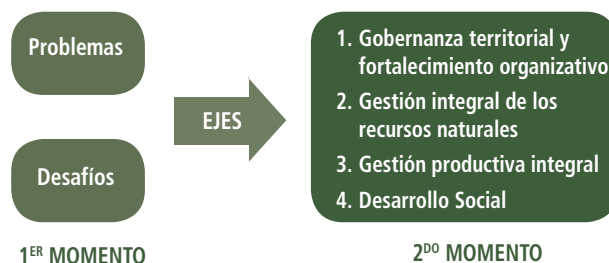 Problemas
Desafíos
1ER MOMENTO
EJES
1. Gobernanza territorial y
fortalecimiento organizativo
2. Gestión integral de los
recursos naturales
3. Gestión productiva integral
4. Desarrollo Social
2DO MOMENTO